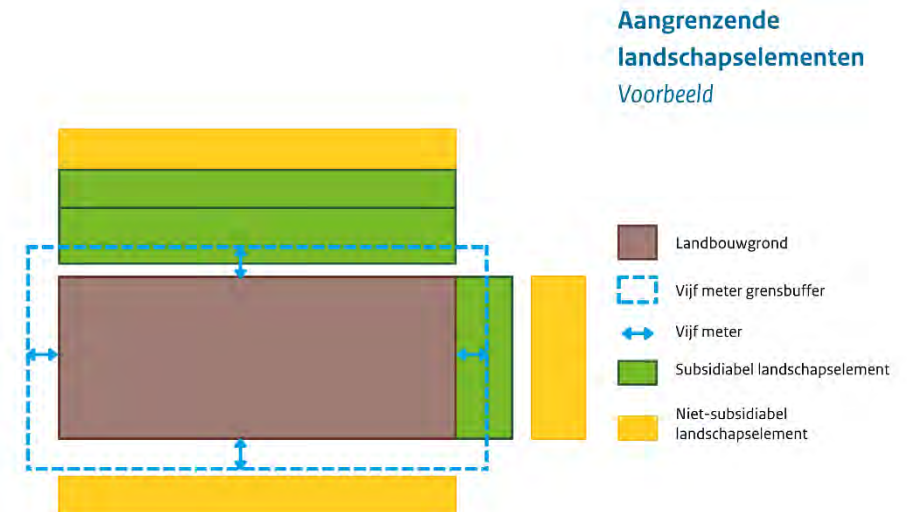 Aangrenzende
landschapselementen
Voorbeeld
Landbouwgrond
Vijf meter grensbuffer
Vijf meter
Subsidiabel landschapselement
Niet-subsidiabel
landschapselement